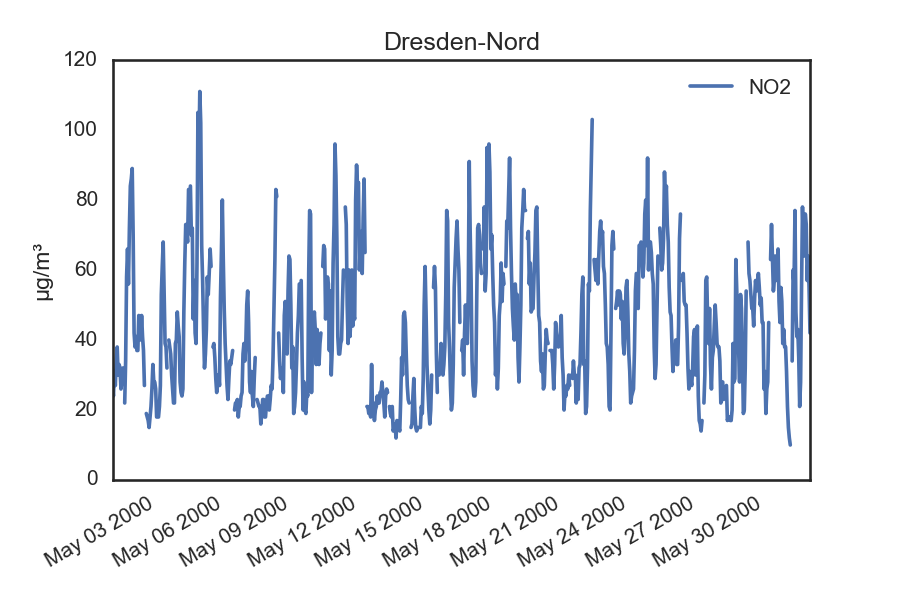 Dresden-Nord
µg/m³
120
100
80
60
40
20
0
NO2
May 03 2000
May 06 2000
May 09 2000
May 12 2000
May 15 2000
May 18 2000
May 21 2000
May 24 2000
May 27 2000
May 30 2000